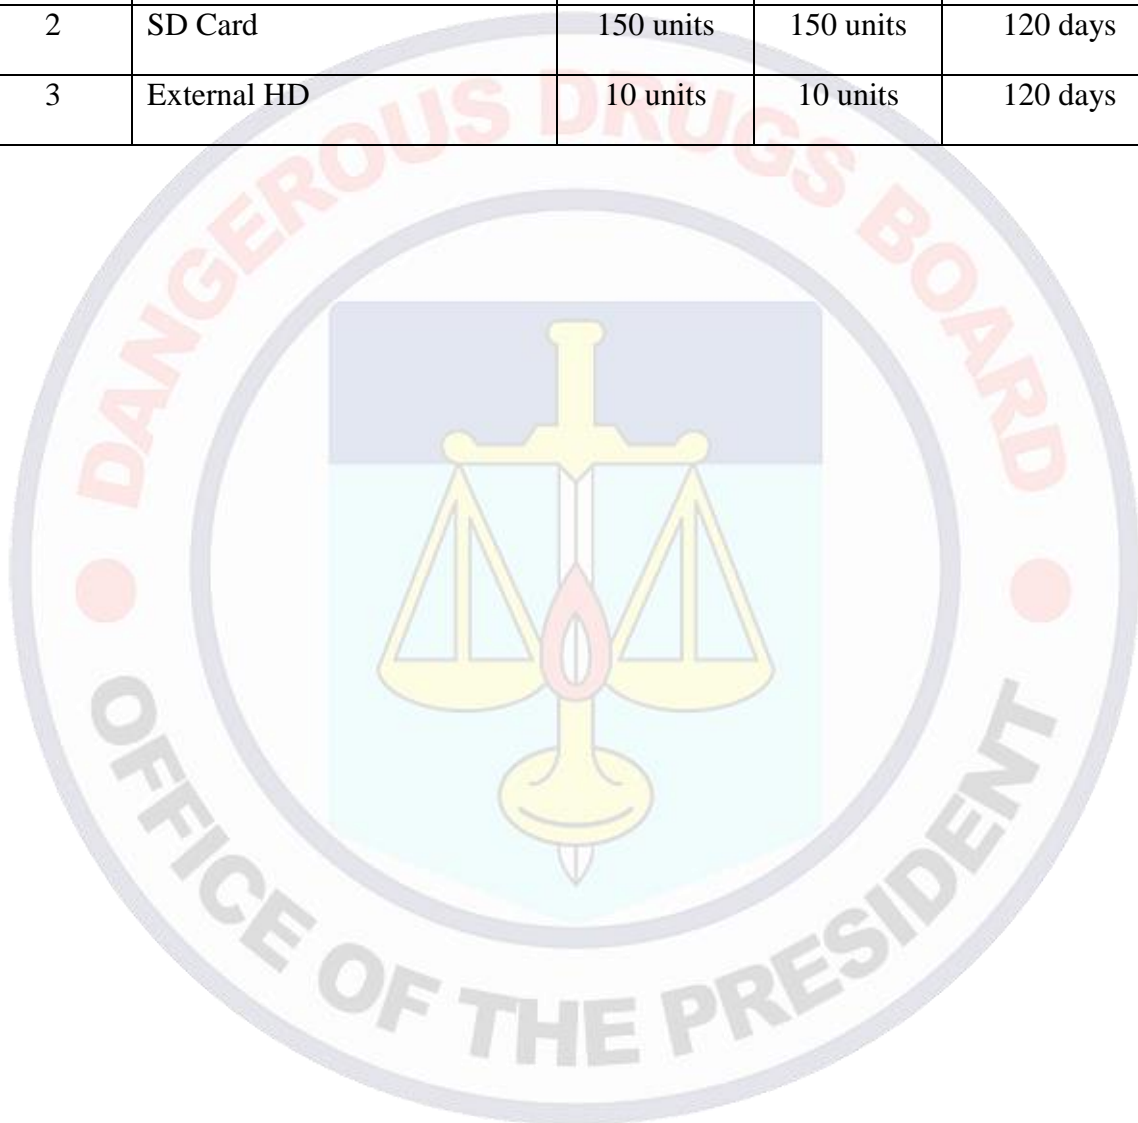 2 SD Card 150 units 150 units 120 days
3 External HD 10 units 10 units 120 days
DANGEROUS DRUGS BOARD
OFFICE OF THE PRESIDENT